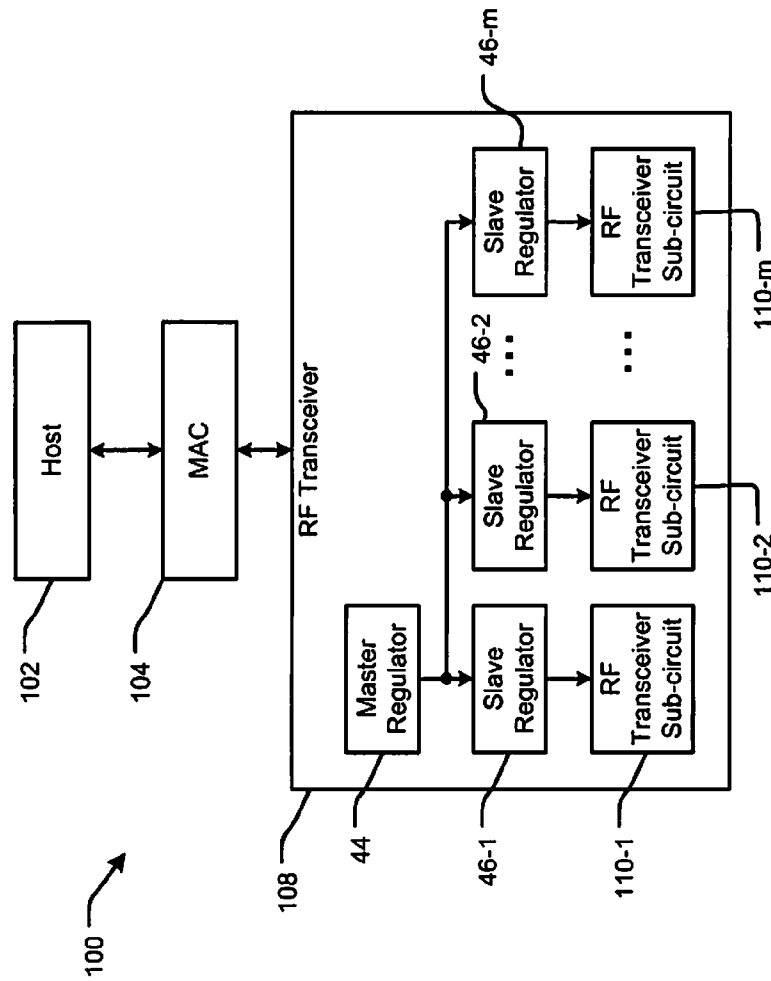 100
Host
102
MAC
104
RF Transceiver
108
Master
Regulator
44
Slave
Regulator
46-1
Slave
Regulator
46-2
...
Slave
Regulator
46-m
RF
Transceiver
Sub-circuit
110-1
RF
Transceiver
Sub-circuit
110-2
...
RF
Transceiver
Sub-circuit
110-m